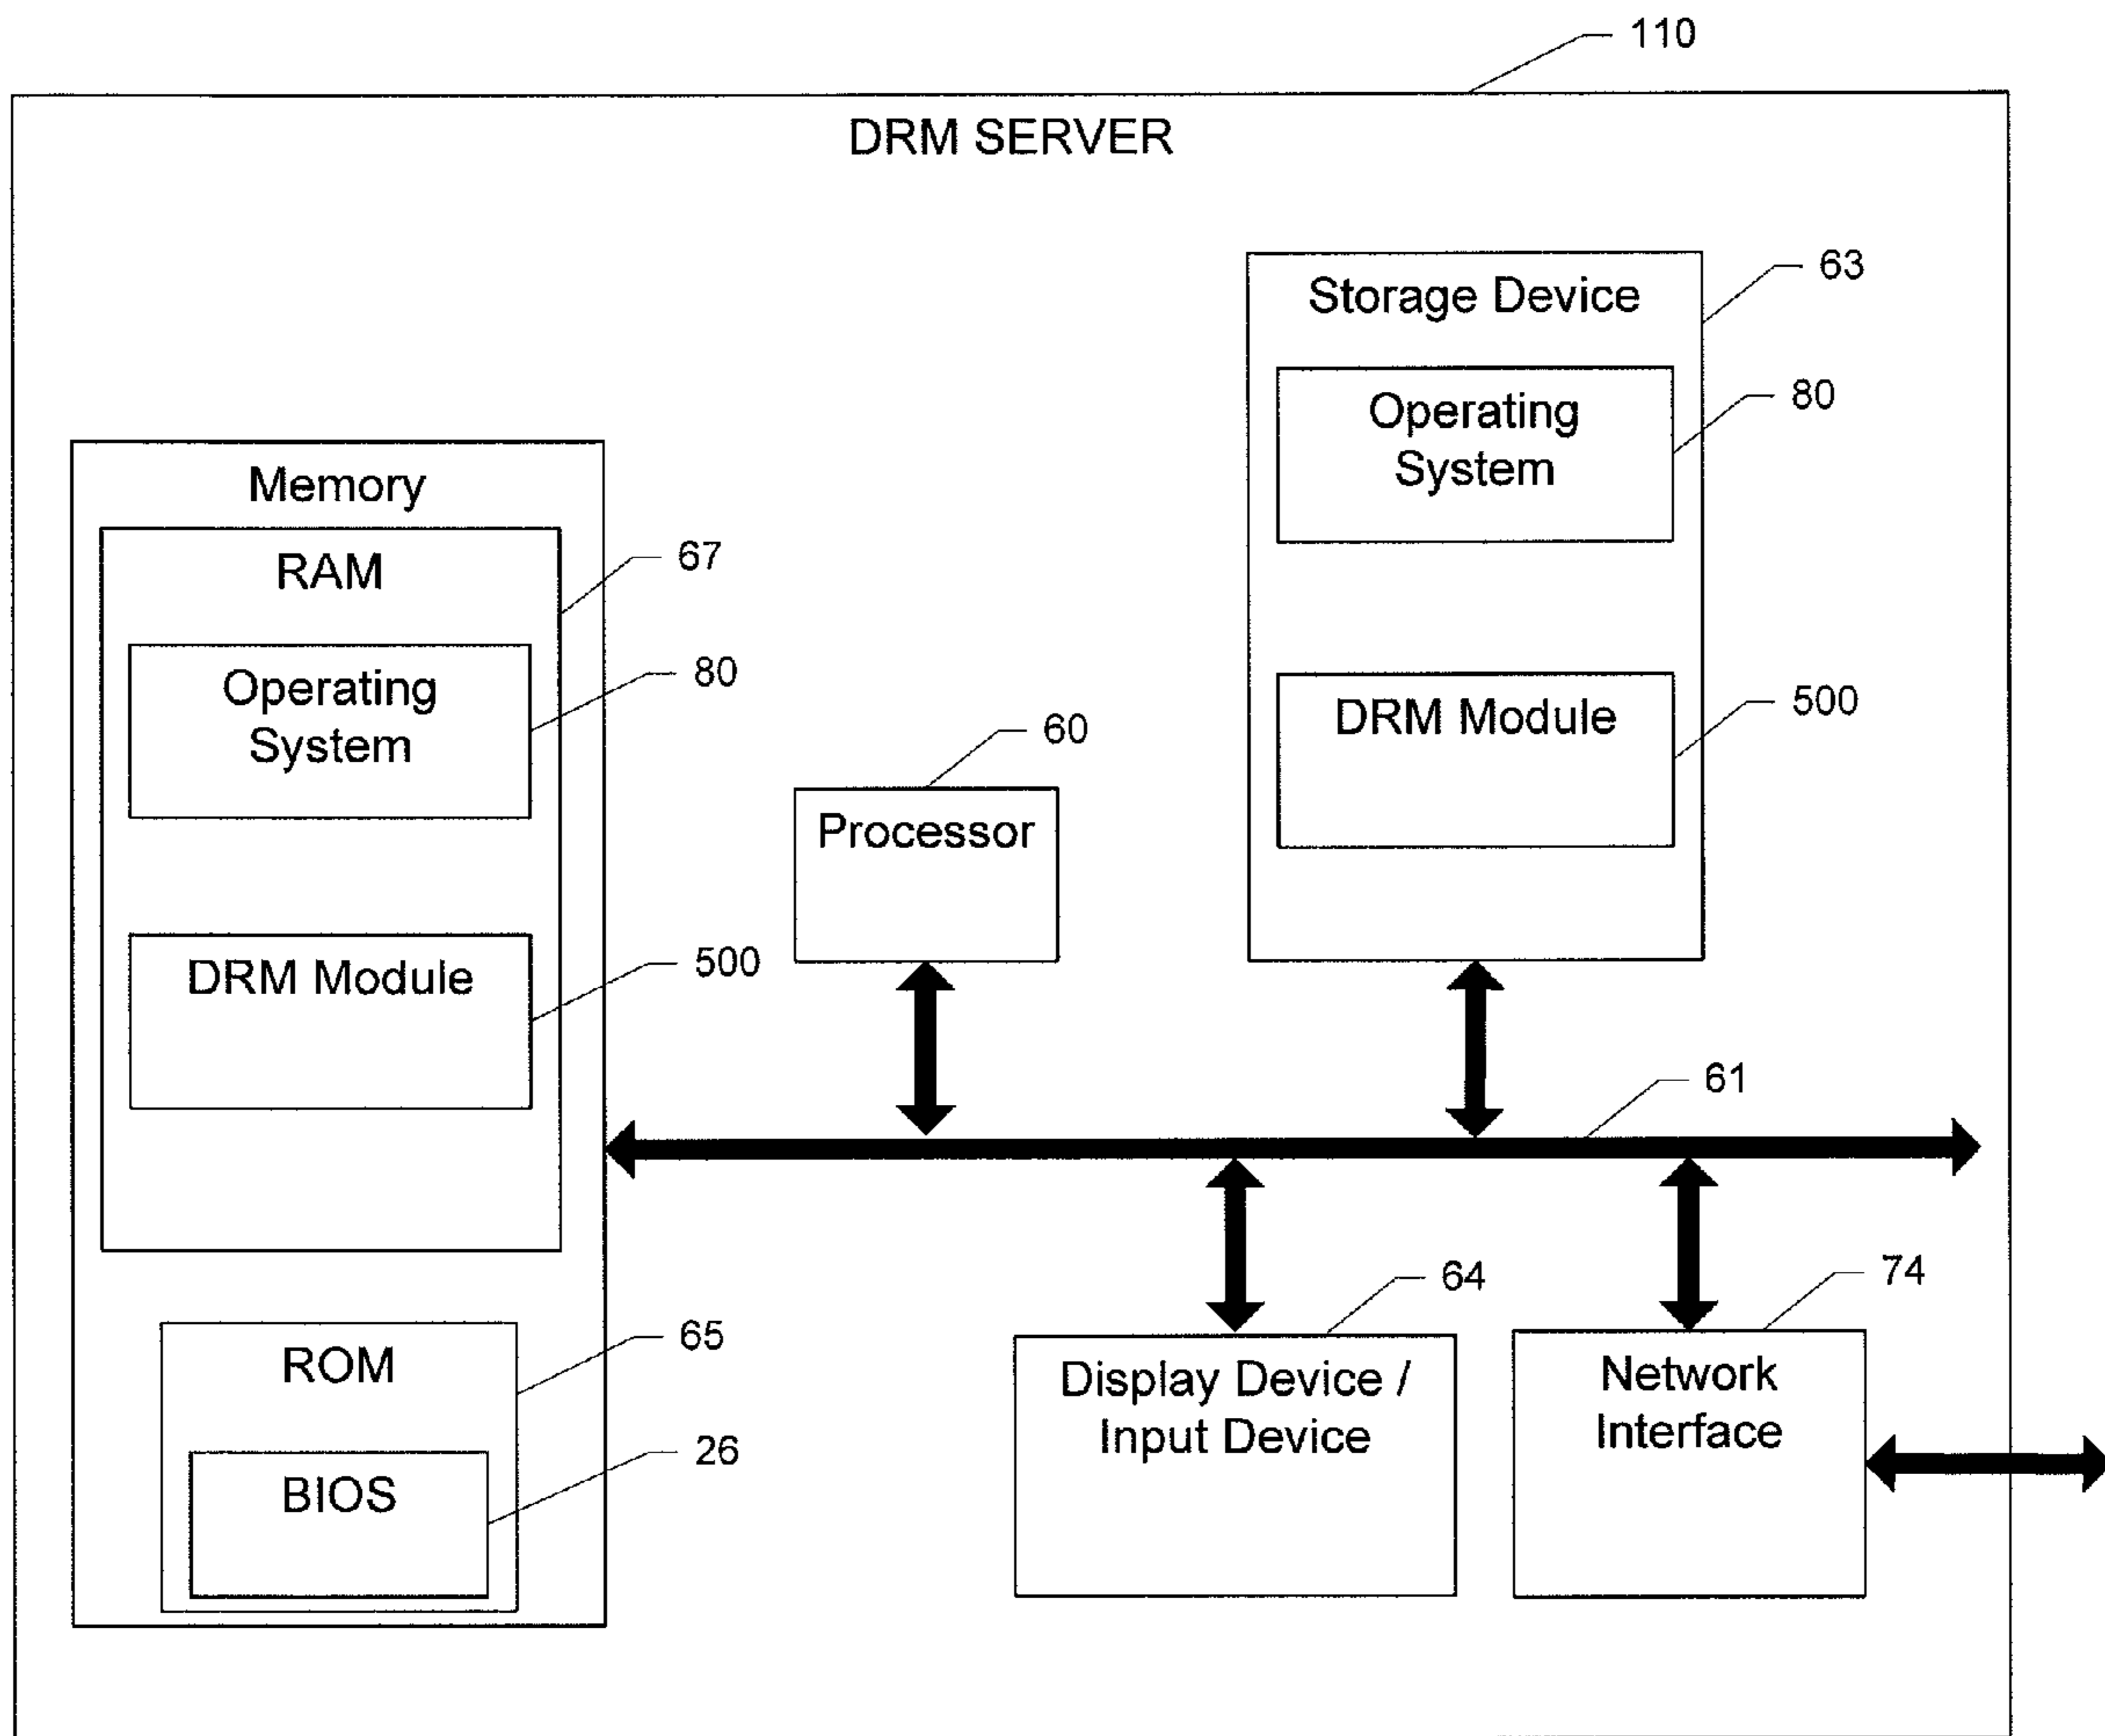 110
DRM SERVER
63
Storage Device
Operating
System
80
DRM Module
500
Memory
RAM
67
Operating
System
80
DRM Module
500
ROM
65
BIOS
26
Processor
60
61
Display Device /
Input Device
64
Network
Interface
74